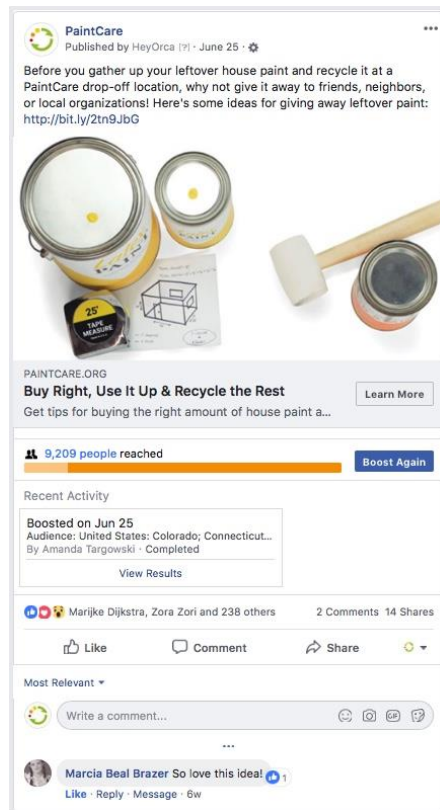 PaintCare
Published by HeyOrca [?] · June 25 ·
Before you gather up your leftover house paint and recycle it at a
PaintCare drop-off location, why not give it away to friends, neighbors,
or local organizations! Here's some ideas for giving away leftover paint:
http://bit.ly/2tn9JbG
PAINT
25'
TAPE
MEASURE
PAINTCARE.ORG
Buy Right, Use It Up & Recycle the Rest
Get tips for buying the right amount of house paint a...
Learn More
9,209 people reached
Boost Again
Recent Activity
Boosted on Jun 25
Audience: United States: Colorado; Connecticut...
By Amanda Targowski · Completed
View Results
Marijke Dijkstra, Zora Zori and 238 others
2 Comments 14 Shares
Like
Comment
Share
Most Relevant
Write a comment...
GIF
Marcia Beal Brazer So love this idea!
1
Like · Reply · Message · 6w